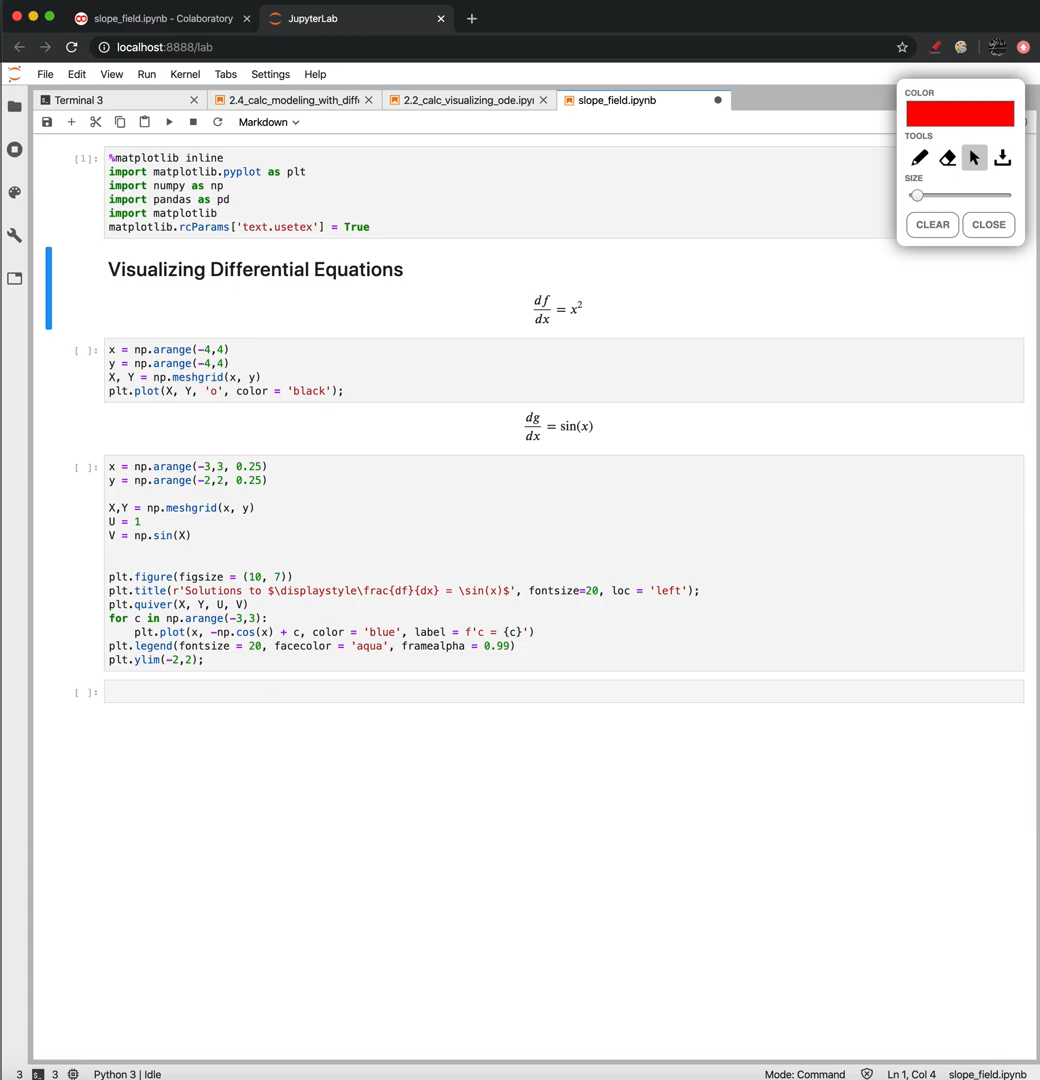 slope_field.ipynb - Colaboratory
JupyterLab
localhost:8888/lab
File Edit View Run Kernel Tabs Settings Help
Terminal 3
2.4_calc_modeling_with_diff
2.2_calc_visualizing_ode.ipyn
slope_field.ipynb
Markdown
COLOR
TOOLS
SIZE
CLEAR CLOSE
[1]: %matplotlib inline
import matplotlib.pyplot as plt
import numpy as np
import pandas as pd
import matplotlib
matplotlib.rcParams['text.usetex'] = True
Visualizing Differential Equations
df/dx = x²
[ ]: x = np.arange(-4,4)
y = np.arange(-4,4)
X, Y = np.meshgrid(x, y)
plt.plot(X, Y, 'o', color = 'black');
dg/dx = sin(x)
[ ]: x = np.arange(-3,3, 0.25)
y = np.arange(-2,2, 0.25)
X,Y = np.meshgrid(x, y)
U = 1
V = np.sin(X)
plt.figure(figsize = (10, 7))
plt.title(r'Solutions to $\displaystyle\frac{df}{dx} = \sin(x)$', fontsize=20, loc = 'left');
plt.quiver(X, Y, U, V)
for c in np.arange(-3,3):
    plt.plot(x, -np.cos(x) + c, color = 'blue', label = f'c = {c}')
plt.legend(fontsize = 20, facecolor = 'aqua', framealpha = 0.99)
plt.ylim(-2,2);
[ ]:
3 3 Python 3 | Idle Mode: Command Ln 1, Col 4 slope_field.ipynb